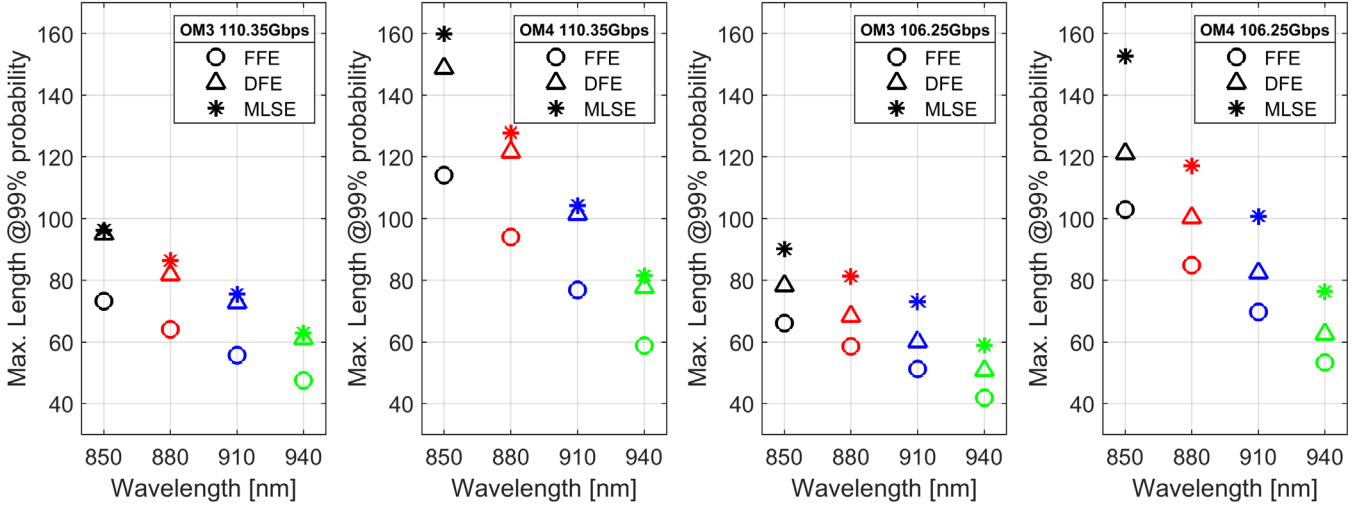 Max. Length @99% probability
160
140
120
100
80
60
40
OM3 110.35Gbps
FFE
DFE
MLSE
850 880 910 940
Wavelength [nm]
Max. Length @99% probability
160
140
120
100
80
60
40
OM4 110.35Gbps
FFE
DFE
MLSE
850 880 910 940
Wavelength [nm]
Max. Length @99% probability
160
140
120
100
80
60
40
OM3 106.25Gbps
FFE
DFE
MLSE
850 880 910 940
Wavelength [nm]
Max. Length @99% probability
160
140
120
100
80
60
40
OM4 106.25Gbps
FFE
DFE
MLSE
850 880 910 940
Wavelength [nm]